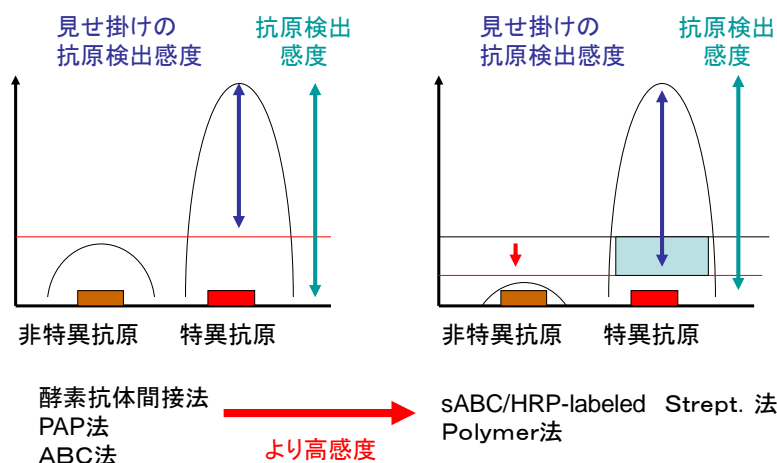 見せ掛けの
抗原検出感度
抗原検出
感度
見せ掛けの
抗原検出感度
抗原検出
感度
非特異抗原
特異抗原
非特異抗原
特異抗原
酵素抗体間接法
PAP法
ABC法
より高感度
sABC/HRP-labeled Strept. 法
Polymer法